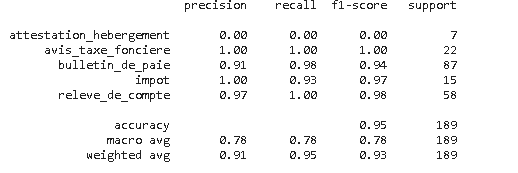 precision recall f1-score support
attestation_hebergement 0.00 0.00 0.00 7
avis_taxe_fonciere 1.00 1.00 1.00 22
bulletin_de_paie 0.91 0.98 0.94 87
impot 1.00 0.93 0.97 15
releve_de_compte 0.97 1.00 0.98 58
accuracy 0.95 189
macro avg 0.78 0.78 0.78 189
weighted avg 0.91 0.95 0.93 189